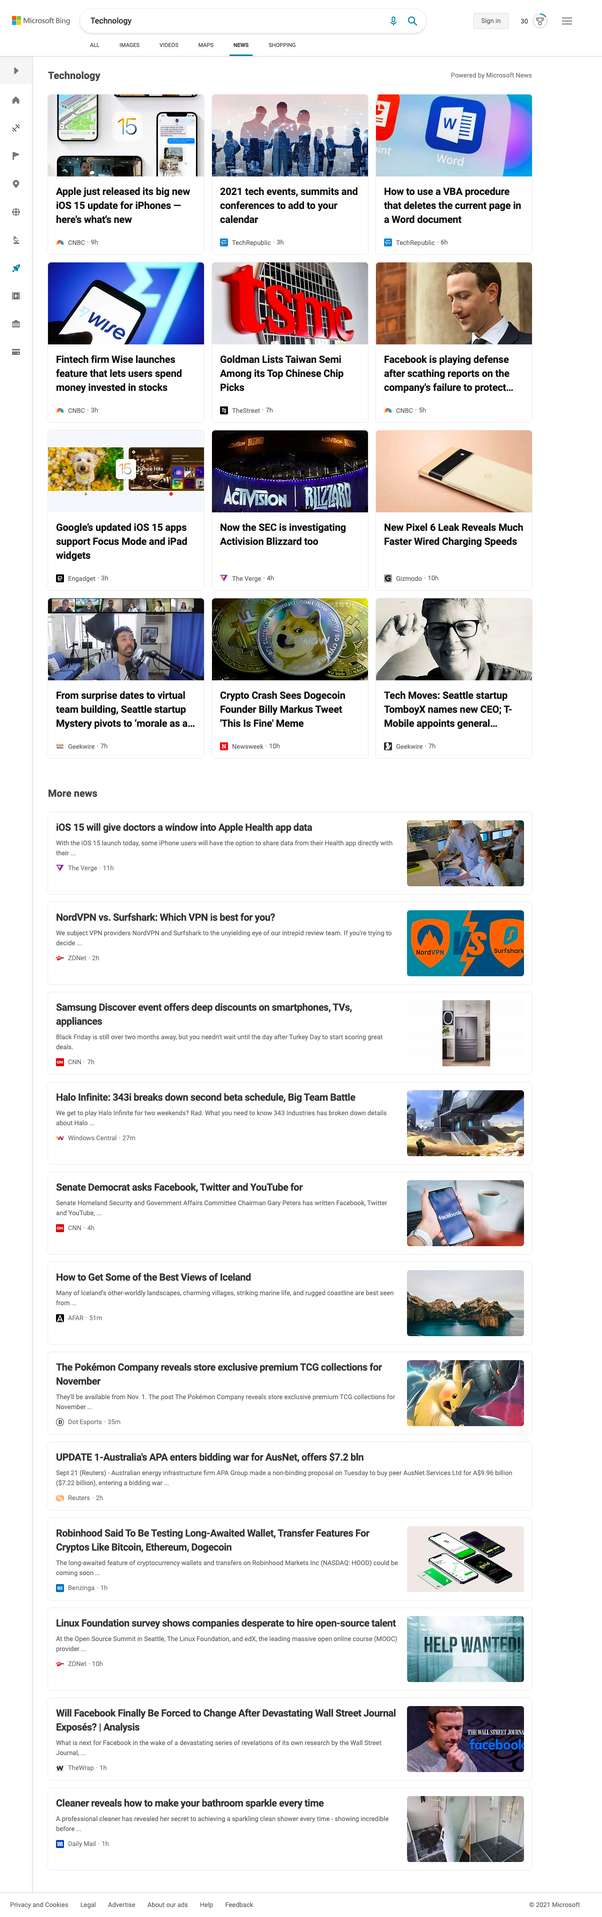 Microsoft Bing
Technology
Sign in
30
ALL
IMAGES
VIDEOS
MAPS
NEWS
SHOPPING
Technology
Powered by Microsoft News
15
int
Word
Apple just released its big new
iOS 15 update for iPhones —
here's what's new
CNBC · 9h
2021 tech events, summits and
conferences to add to your
calendar
TechRepublic · 3h
How to use a VBA procedure
that deletes the current page in
a Word document
TechRepublic · 6h
wise
tsmc
Fintech firm Wise launches
feature that lets users spend
money invested in stocks
CNBC · 3h
Goldman Lists Taiwan Semi
Among its Top Chinese Chip
Picks
TheStreet · 7h
Facebook is playing defense
after scathing reports on the
company's failure to protect...
CNBC · 5h
15
ACTIVISION | BLIZZARD
Google's updated iOS 15 apps
support Focus Mode and iPad
widgets
Engadget · 3h
Now the SEC is investigating
Activision Blizzard too
The Verge · 4h
New Pixel 6 Leak Reveals Much
Faster Wired Charging Speeds
Gizmodo · 10h
From surprise dates to virtual
team building, Seattle startup
Mystery pivots to 'morale as a...
Geekwire · 7h
Crypto Crash Sees Dogecoin
Founder Billy Markus Tweet
'This Is Fine' Meme
Newsweek · 10h
Tech Moves: Seattle startup
TomboyX names new CEO; T-
Mobile appoints general...
Geekwire · 7h
More news
iOS 15 will give doctors a window into Apple Health app data
With the iOS 15 launch today, some iPhone users will have the option to share data from their Health app directly with
their ...
The Verge · 11h
NordVPN vs. Surfshark: Which VPN is best for you?
We subject VPN providers NordVPN and Surfshark to the unyielding eye of our intrepid review team. If you're trying to
decide ...
ZDNet · 2h
NordVPN
VS
Surfshark
Samsung Discover event offers deep discounts on smartphones, TVs,
appliances
Black Friday is still over two months away, but you needn't wait until the day after Turkey Day to start scoring great
deals.
CNN · 7h
Halo Infinite: 343i breaks down second beta schedule, Big Team Battle
We get to play Halo Infinite for two weekends? Rad. What you need to know 343 Industries has broken down details
about Halo ...
Windows Central · 27m
Senate Democrat asks Facebook, Twitter and YouTube for
Senate Homeland Security and Government Affairs Committee Chairman Gary Peters has written Facebook, Twitter
and YouTube, ...
CNN · 4h
facebook
How to Get Some of the Best Views of Iceland
Many of Iceland's other-worldly landscapes, charming villages, striking marine life, and rugged coastline are best seen
from ...
AFAR · 51m
The Pokémon Company reveals store exclusive premium TCG collections for
November
They'll be available from Nov. 1. The post The Pokémon Company reveals store exclusive premium TCG collections for
November ...
Dot Esports · 35m
UPDATE 1-Australia's APA enters bidding war for AusNet, offers $7.2 bln
Sept 21 (Reuters) - Australian energy infrastructure firm APA Group made a non-binding proposal on Tuesday to buy peer AusNet Services Ltd for A$9.96 billion
($7.22 billion), entering a bidding war ...
Reuters · 2h
Robinhood Said To Be Testing Long-Awaited Wallet, Transfer Features For
Cryptos Like Bitcoin, Ethereum, Dogecoin
The long-awaited feature of cryptocurrency wallets and transfers on Robinhood Markets Inc (NASDAQ: HOOD) could be
coming soon ...
Benzinga · 1h
Linux Foundation survey shows companies desperate to hire open-source talent
At the Open Source Summit in Seattle, The Linux Foundation, and edX, the leading massive open online course (MOOC)
provider ...
ZDNet · 10h
HELP WANTED!
Will Facebook Finally Be Forced to Change After Devastating Wall Street Journal
Exposés? | Analysis
What is next for Facebook in the wake of a devastating series of revelations of its own research by the Wall Street
Journal, ...
TheWrap · 1h
THE WALL STREET JOURNA
facebook
Cleaner reveals how to make your bathroom sparkle every time
A professional cleaner has revealed her secret to achieving a sparkling clean shower every time - showing incredible
before ...
Daily Mail · 1h
Privacy and Cookies
Legal
Advertise
About our ads
Help
Feedback
© 2021 Microsoft